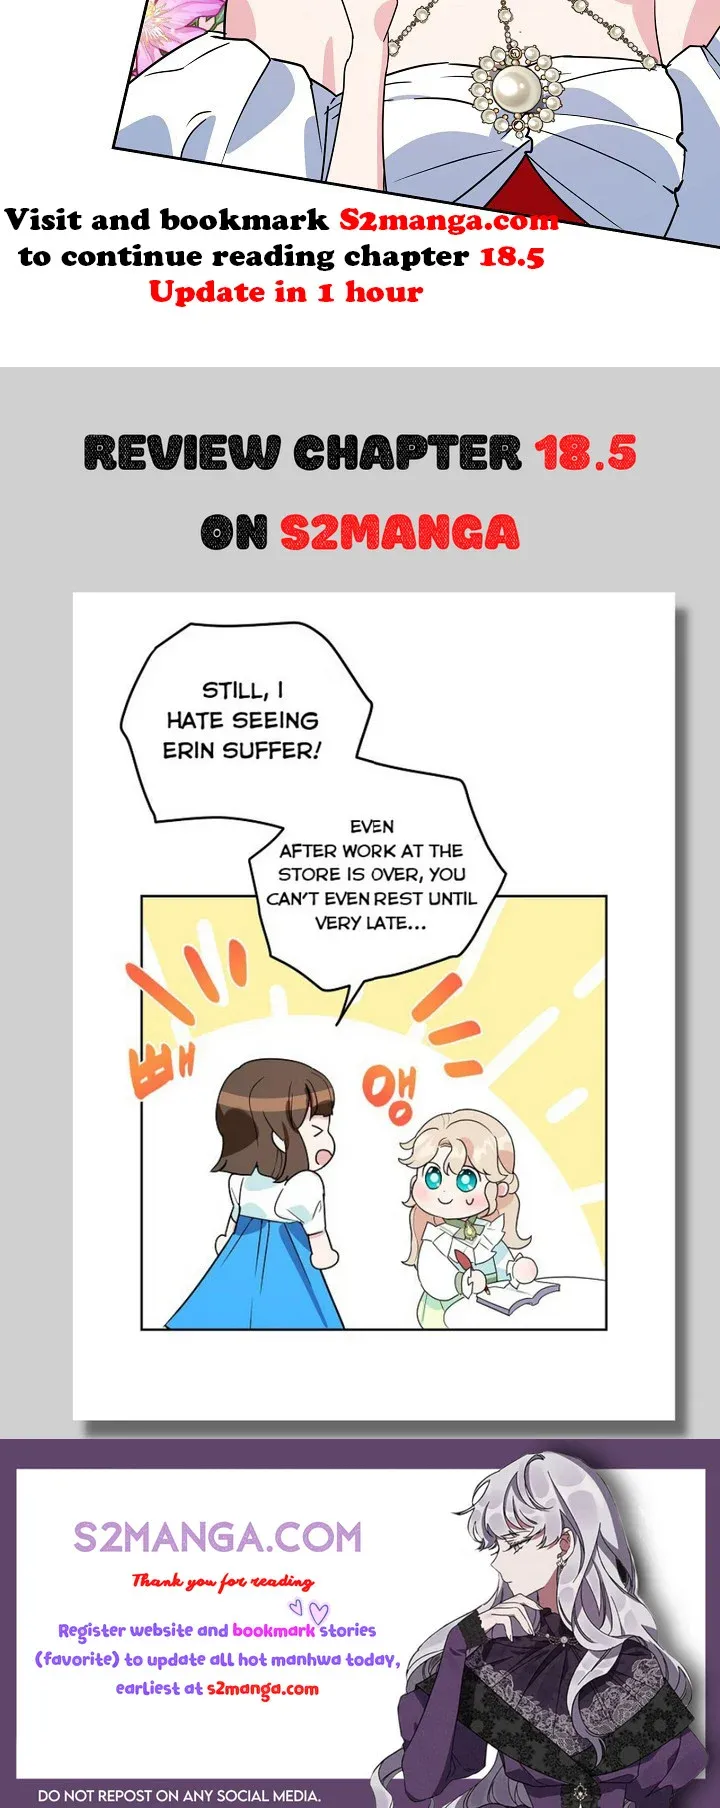 Visit and bookmark S2manga.com
to continue reading chapter 18.5
Update in 1 hour
REVIEW CHAPTER 18.5
ON S2MANGA
STILL, I
HATE SEEING
ERIN SUFFER!
EVEN
AFTER WORK AT THE
STORE IS OVER, YOU
CAN'T EVEN REST UNTIL
VERY LATE...
빼
앵
S2MANGA.COM
Thank you for reading
Register website and bookmark stories
(favorite) to update all hot manhwa today,
earliest at s2manga.com
DO NOT REPOST ON ANY SOCIAL MEDIA.